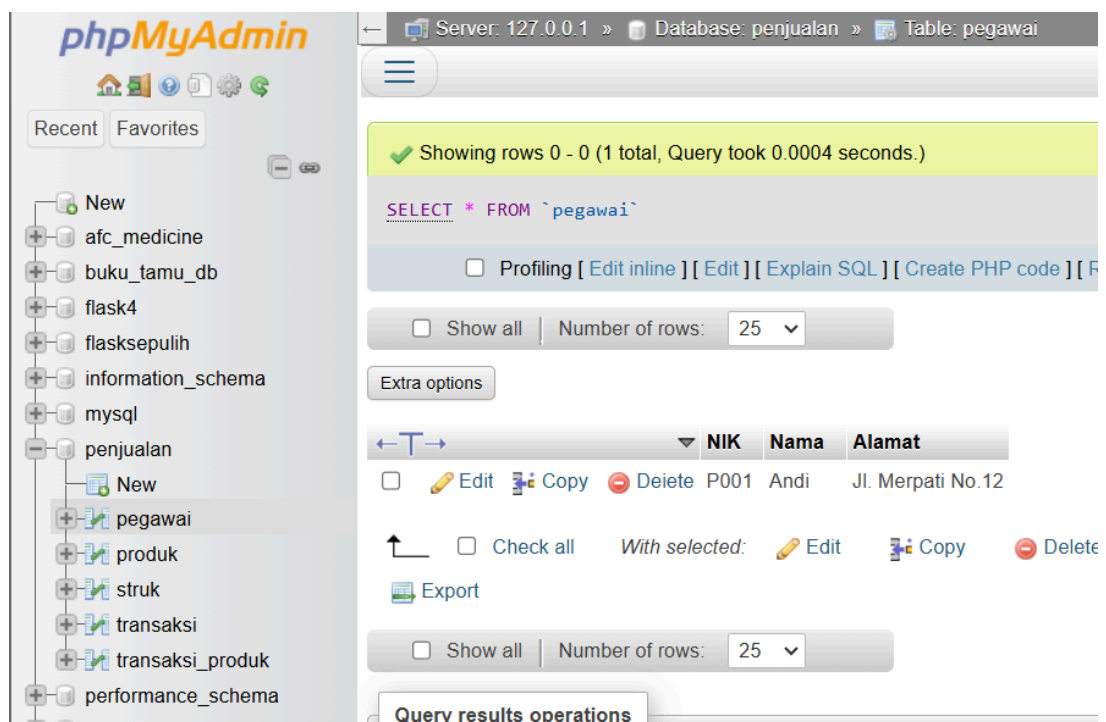 phpMyAdmin
Recent Favorites
New
afc_medicine
buku_tamu_db
flask4
flasksepulih
information_schema
mysql
penjualan
New
pegawai
produk
struk
transaksi
transaksi_produk
performance_schema
← Server: 127.0.0.1 » Database: penjualan » Table: pegawai
Showing rows 0 - 0 (1 total, Query took 0.0004 seconds.)
SELECT * FROM `pegawai`
Profiling [ Edit inline ] [ Edit ] [ Explain SQL ] [ Create PHP code ] [
Show all Number of rows: 25
Extra options
←T→ NIK Nama Alamat
Edit Copy Delete P001 Andi Jl. Merpati No.12
Check all With selected: Edit Copy Delete
Export
Show all Number of rows: 25
Query results operations